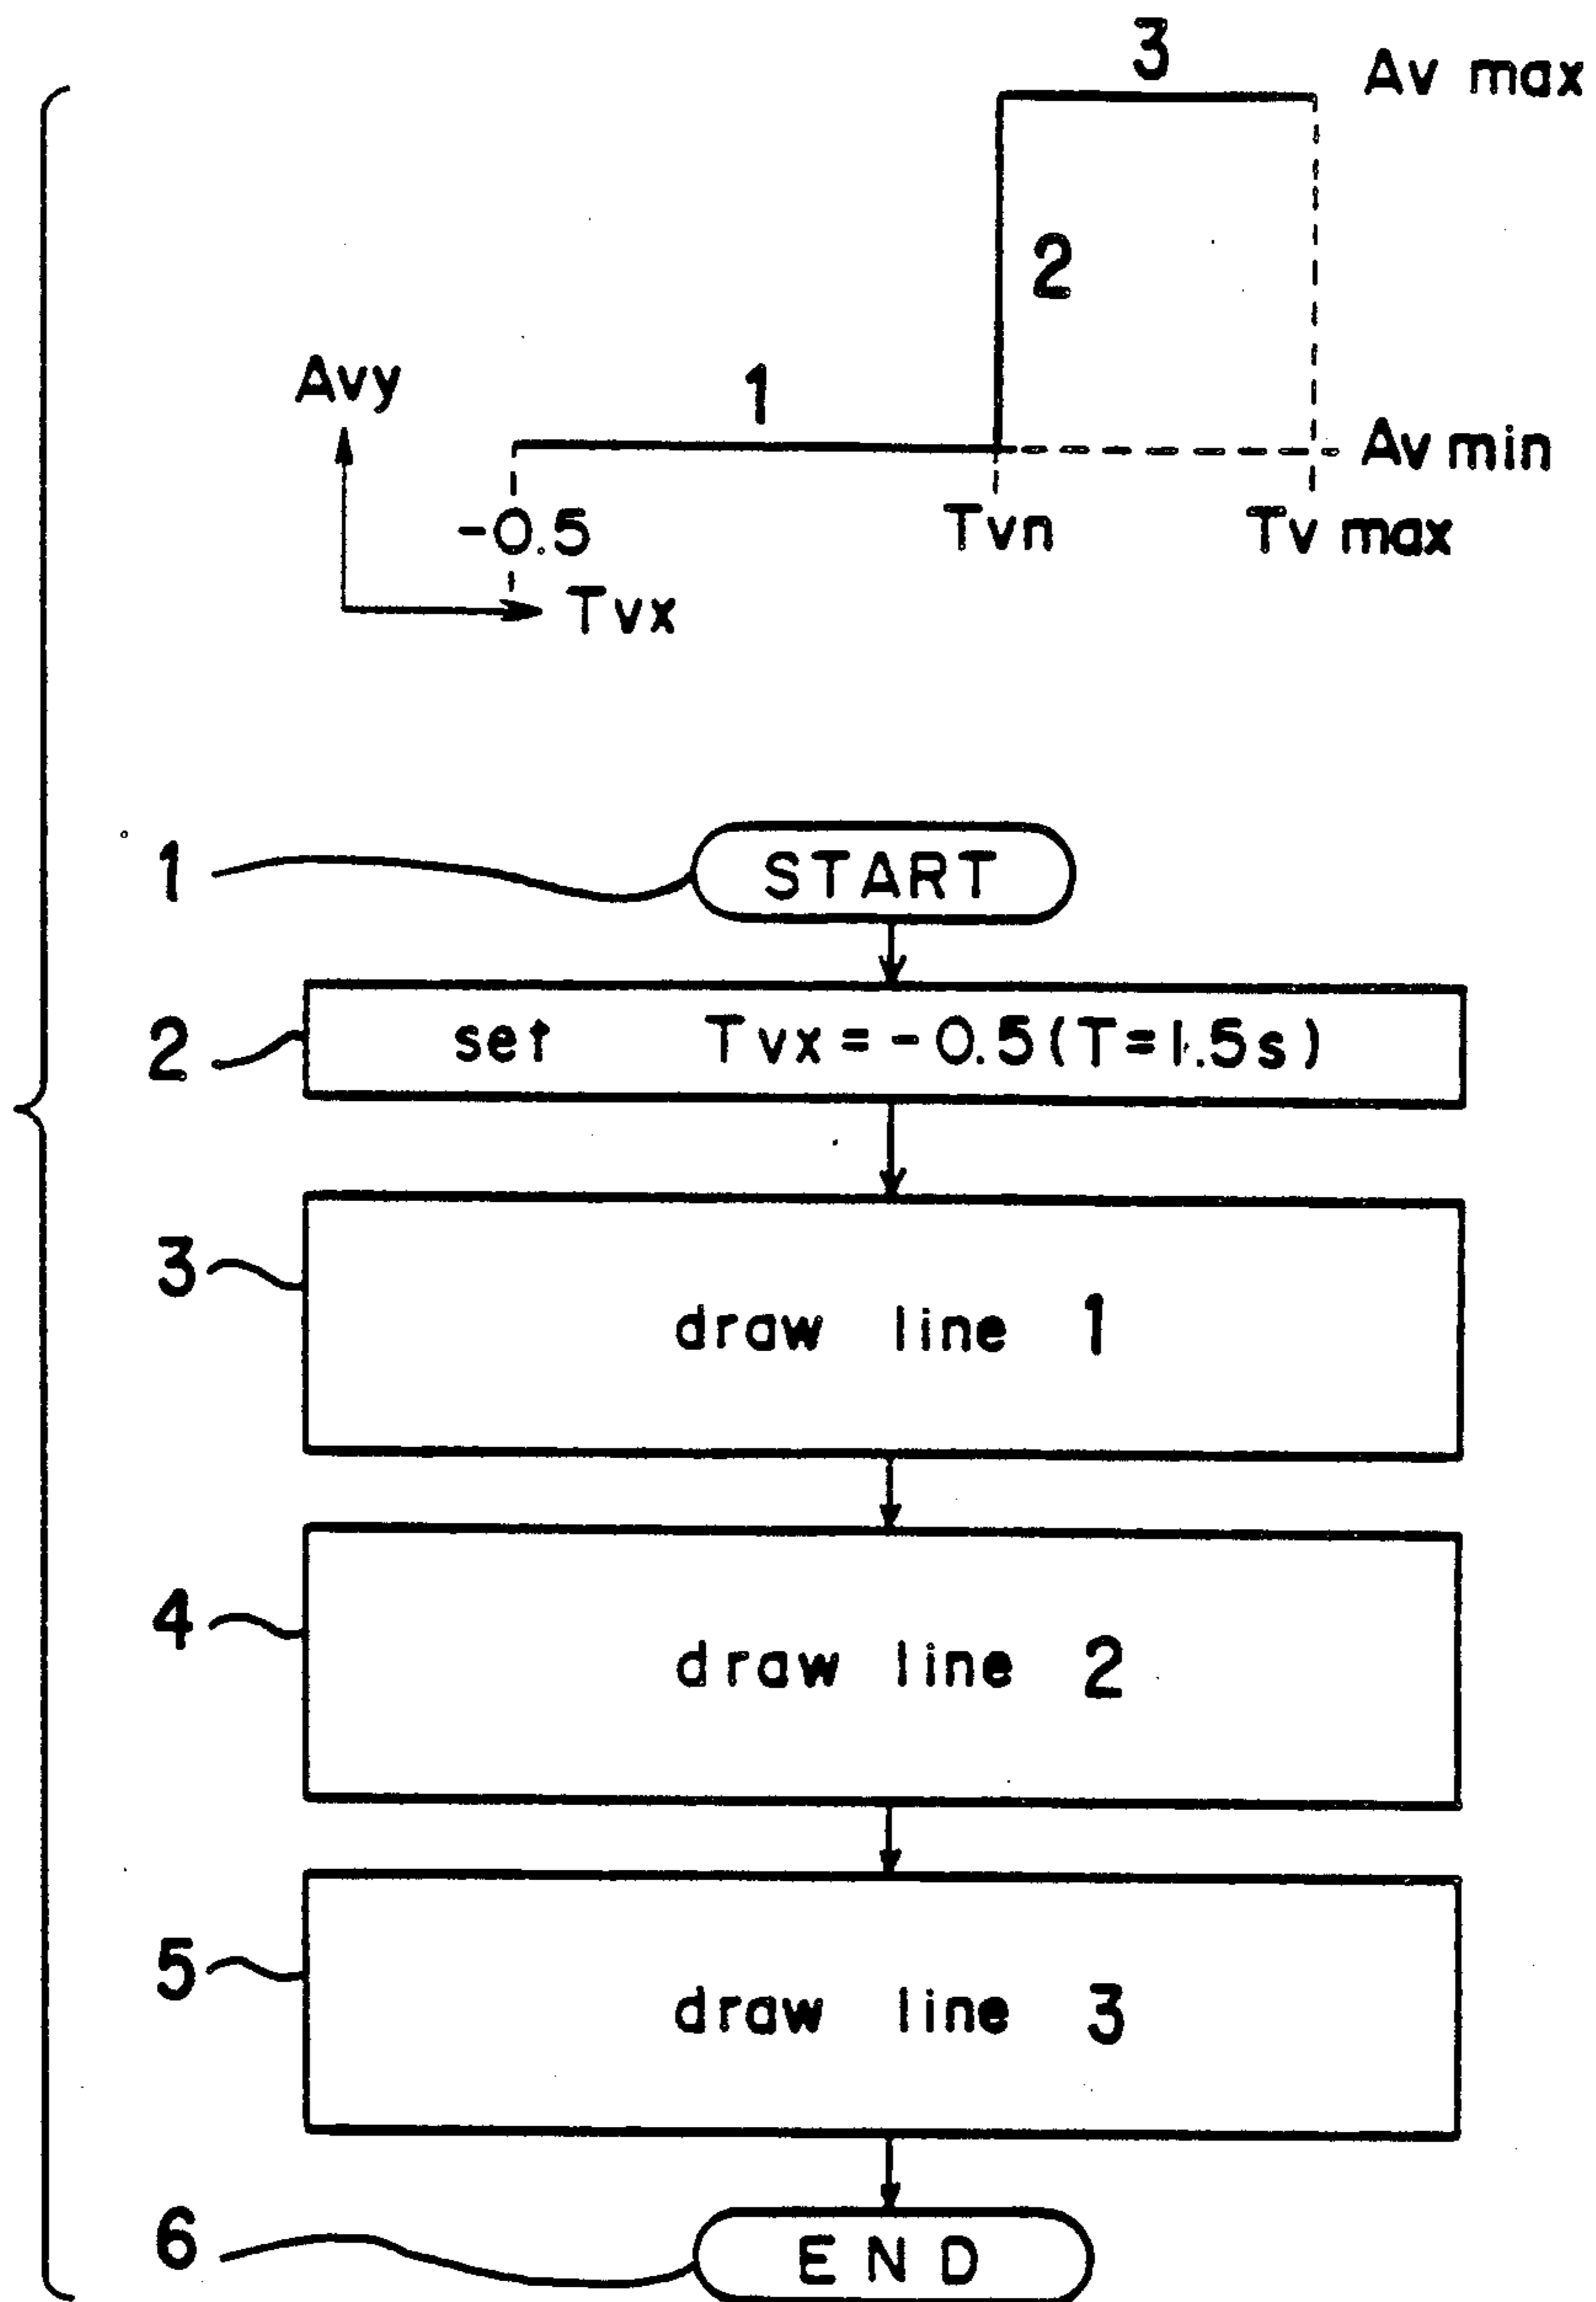 3
Av max
2
Avy
1
Av min
-0.5
Tvn
Tv max
Tvx
1
START
2
set Tvx=-0.5(T=1.5s)
3
draw line 1
4
draw line 2
5
draw line 3
6
END